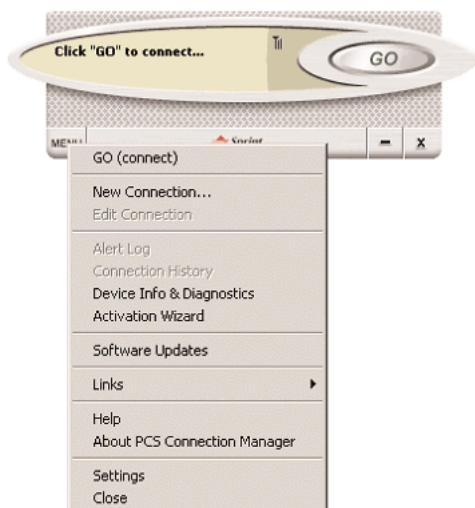 Click "GO" to connect...
GO
MENU
Sprint
X
GO (connect)
New Connection...
Edit Connection
Alert Log
Connection History
Device Info & Diagnostics
Activation Wizard
Software Updates
Links
Help
About PCS Connection Manager
Settings
Close